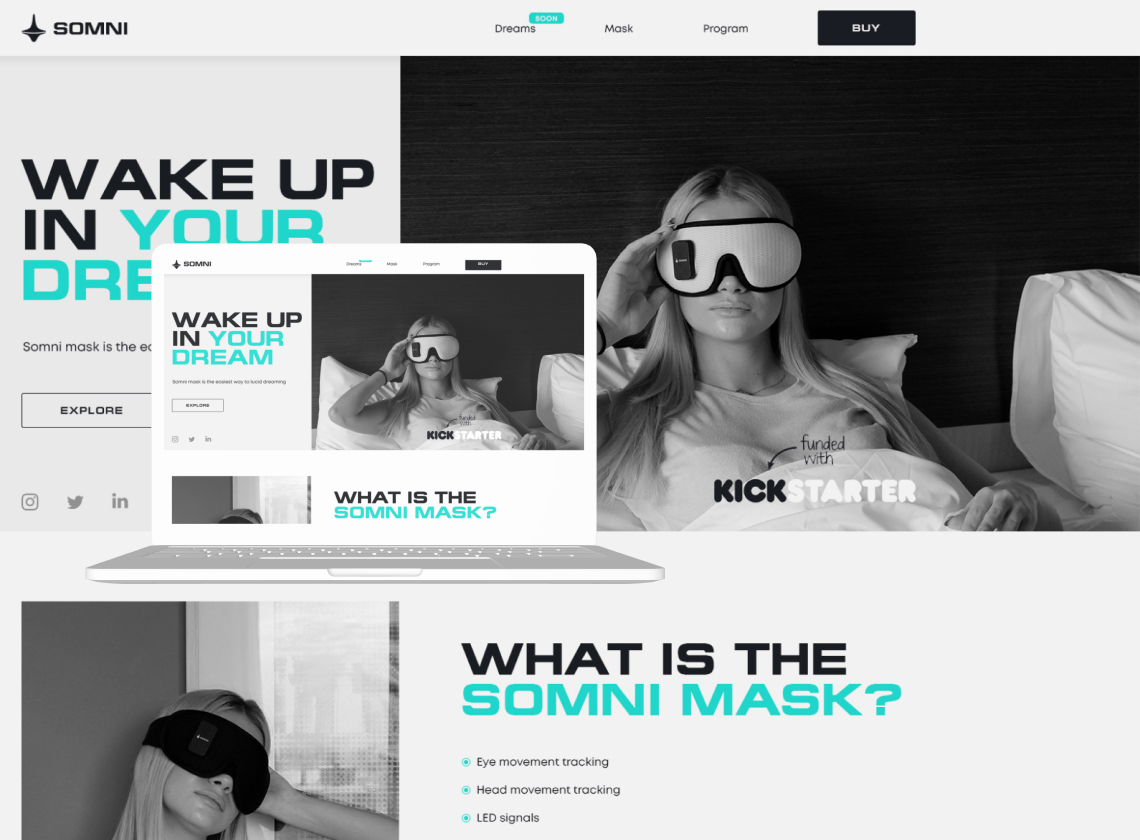 SOMNI
SOON
Dreams
Mask
Program
BUY
WAKE UP
IN YOUR
DRE
Somni mask is the ea
EXPLORE
funded
with
KICKSTARTER
SOMNI
Dreams
Mask
Program
BUY
WAKE UP
IN YOUR
DREAM
Somni mask is the easiest way to lucid dreaming
EXPLORE
funded
with
KICKSTARTER
WHAT IS THE
SOMNI MASK?
WHAT IS THE
SOMNI MASK?
Eye movement tracking
Head movement tracking
LED signals